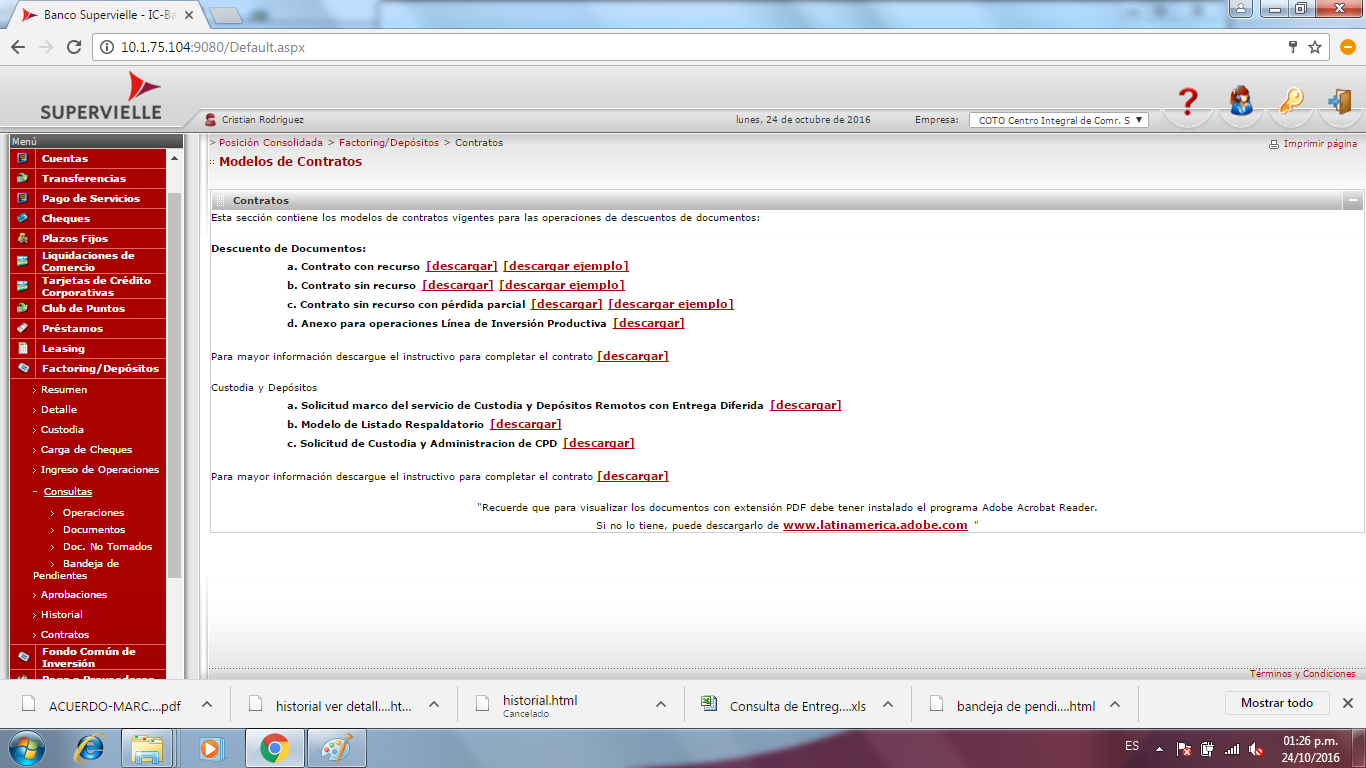 Banco Supervielle - IC-Ba
10.1.75.104:9080/Default.aspx
SUPERVIELLE
Cristian Rodriguez
lunes, 24 de octubre de 2016
Empresa:
COTO Centro Integral de Comr. S
Menú
Cuentas
Transferencias
Pago de Servicios
Cheques
Plazos Fijos
Liquidaciones de
Comercio
Tarjetas de Crédito
Corporativas
Club de Puntos
Préstamos
Leasing
Factoring/Depósitos
> Resumen
> Detalle
> Custodia
> Carga de Cheques
> Ingreso de Operaciones
- Consultas
> Operaciones
> Documentos
> Doc. No Tomados
> Bandeja de
Pendientes
> Aprobaciones
> Historial
> Contratos
Fondo Común de
Inversión
Pago a Proveedores
> Posición Consolidada > Factoring/Depósitos > Contratos
Imprimir página
:: Modelos de Contratos
Contratos
Esta sección contiene los modelos de contratos vigentes para las operaciones de descuentos de documentos:
Descuento de Documentos:
a. Contrato con recurso [descargar] [descargar ejemplo]
b. Contrato sin recurso [descargar] [descargar ejemplo]
c. Contrato sin recurso con pérdida parcial [descargar] [descargar ejemplo]
d. Anexo para operaciones Línea de Inversión Productiva [descargar]
Para mayor información descargue el instructivo para completar el contrato [descargar]
Custodia y Depósitos
a. Solicitud marco del servicio de Custodia y Depósitos Remotos con Entrega Diferida [descargar]
b. Modelo de Listado Respaldatorio [descargar]
c. Solicitud de Custodia y Administracion de CPD [descargar]
Para mayor información descargue el instructivo para completar el contrato [descargar]
"Recuerde que para visualizar los documentos con extensión PDF debe tener instalado el programa Adobe Acrobat Reader.
Si no lo tiene, puede descargarlo de www.latinamerica.adobe.com "
Términos y Condiciones
ACUERDO-MARC....pdf
historial ver detall....ht...
historial.html
Cancelado
Consulta de Entreg....xls
bandeja de pendi....html
Mostrar todo
ES
01:26 p.m.
24/10/2016